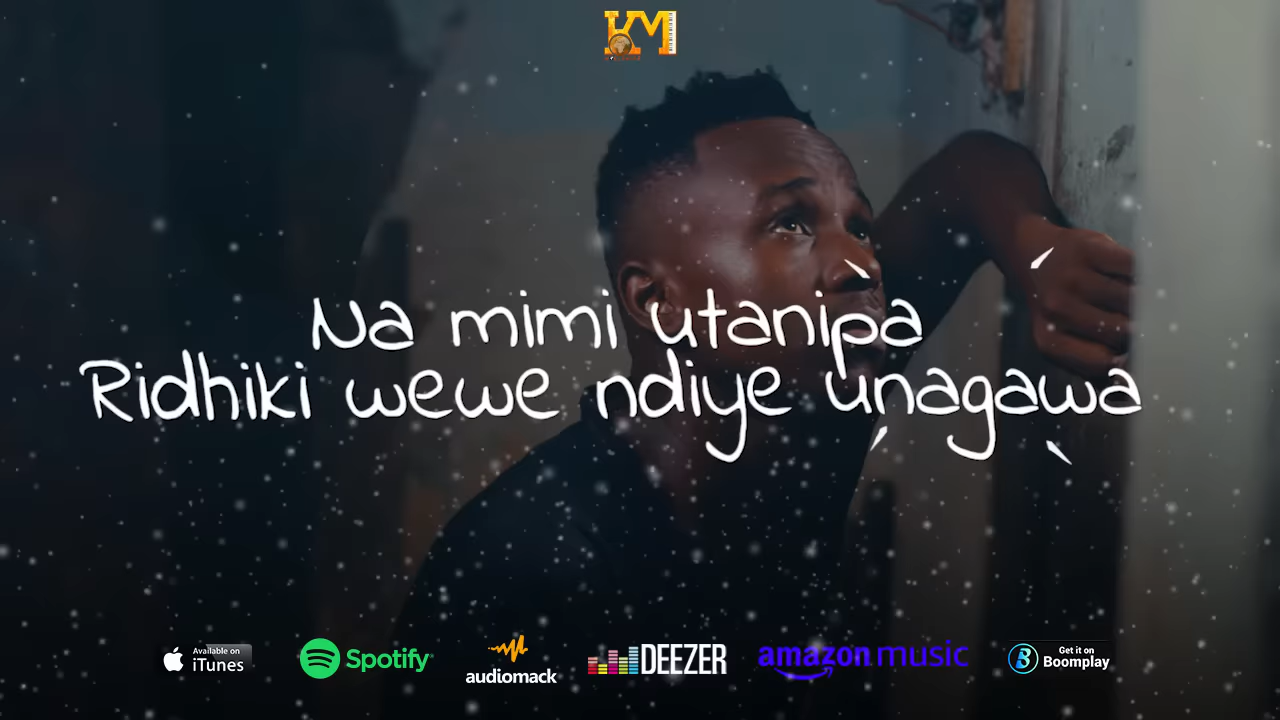 KM
Na mimi utanipa
Ridhiki wewe ndiye unagawa
Available on
iTunes
Spotify
audiomack
DEEZER
amazon music
Get it on
Boomplay